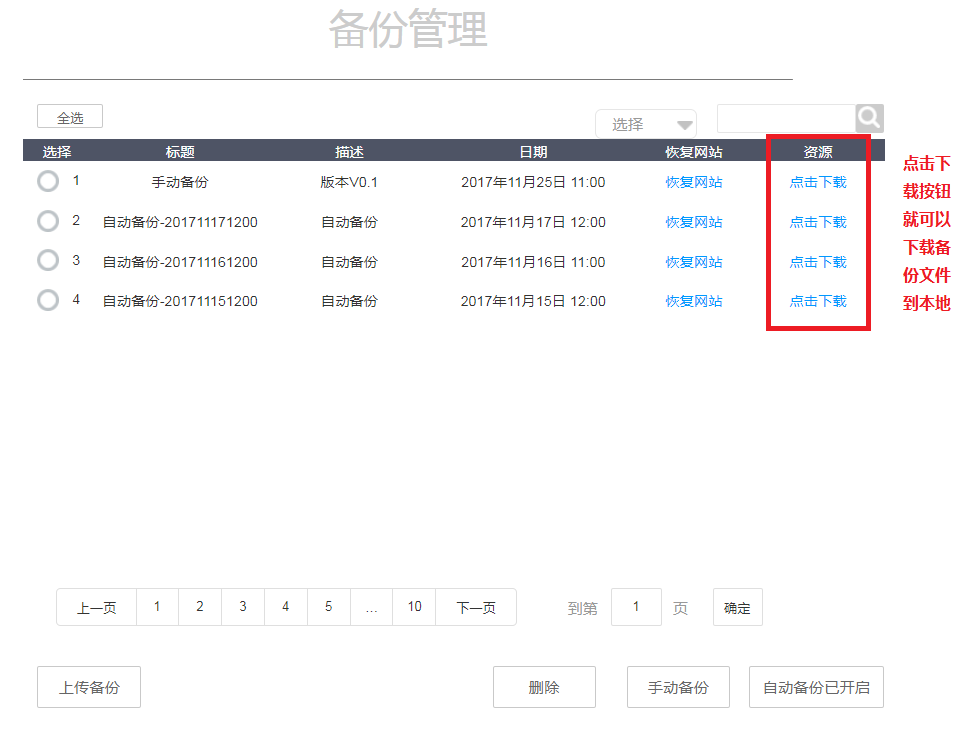 备份管理
全选
选择
选择 标题 描述 日期 恢复网站 资源
1 手动备份 版本V0.1 2017年11月25日 11:00 恢复网站 点击下载
2 自动备份-201711171200 自动备份 2017年11月17日 12:00 恢复网站 点击下载
3 自动备份-201711161200 自动备份 2017年11月16日 11:00 恢复网站 点击下载
4 自动备份-201711151200 自动备份 2017年11月15日 12:00 恢复网站 点击下载
点击下
载按钮
就可以
下载备
份文件
到本地
上一页 1 2 3 4 5 ... 10 下一页 到第 1 页 确定
上传备份 删除 手动备份 自动备份已开启